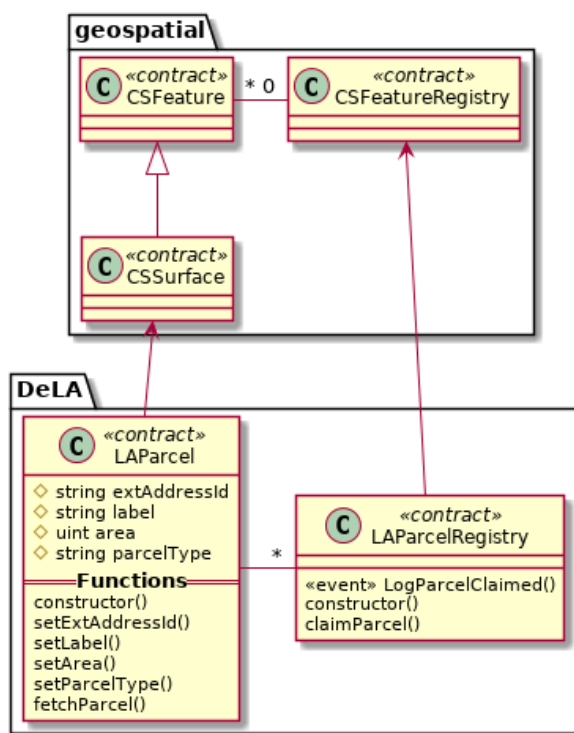 geospatial
C «contract»
CSFeature
* 0
C «contract»
CSFeatureRegistry
C «contract»
CSSurface
DeLA
C «contract»
LAParcel
string extAddressId
string label
uint area
string parcelType
Functions
constructor()
setExtAddressId()
setLabel()
setArea()
setParcelType()
fetchParcel()
*
C «contract»
LAParcelRegistry
«event» LogParcelClaimed()
constructor()
claimParcel()